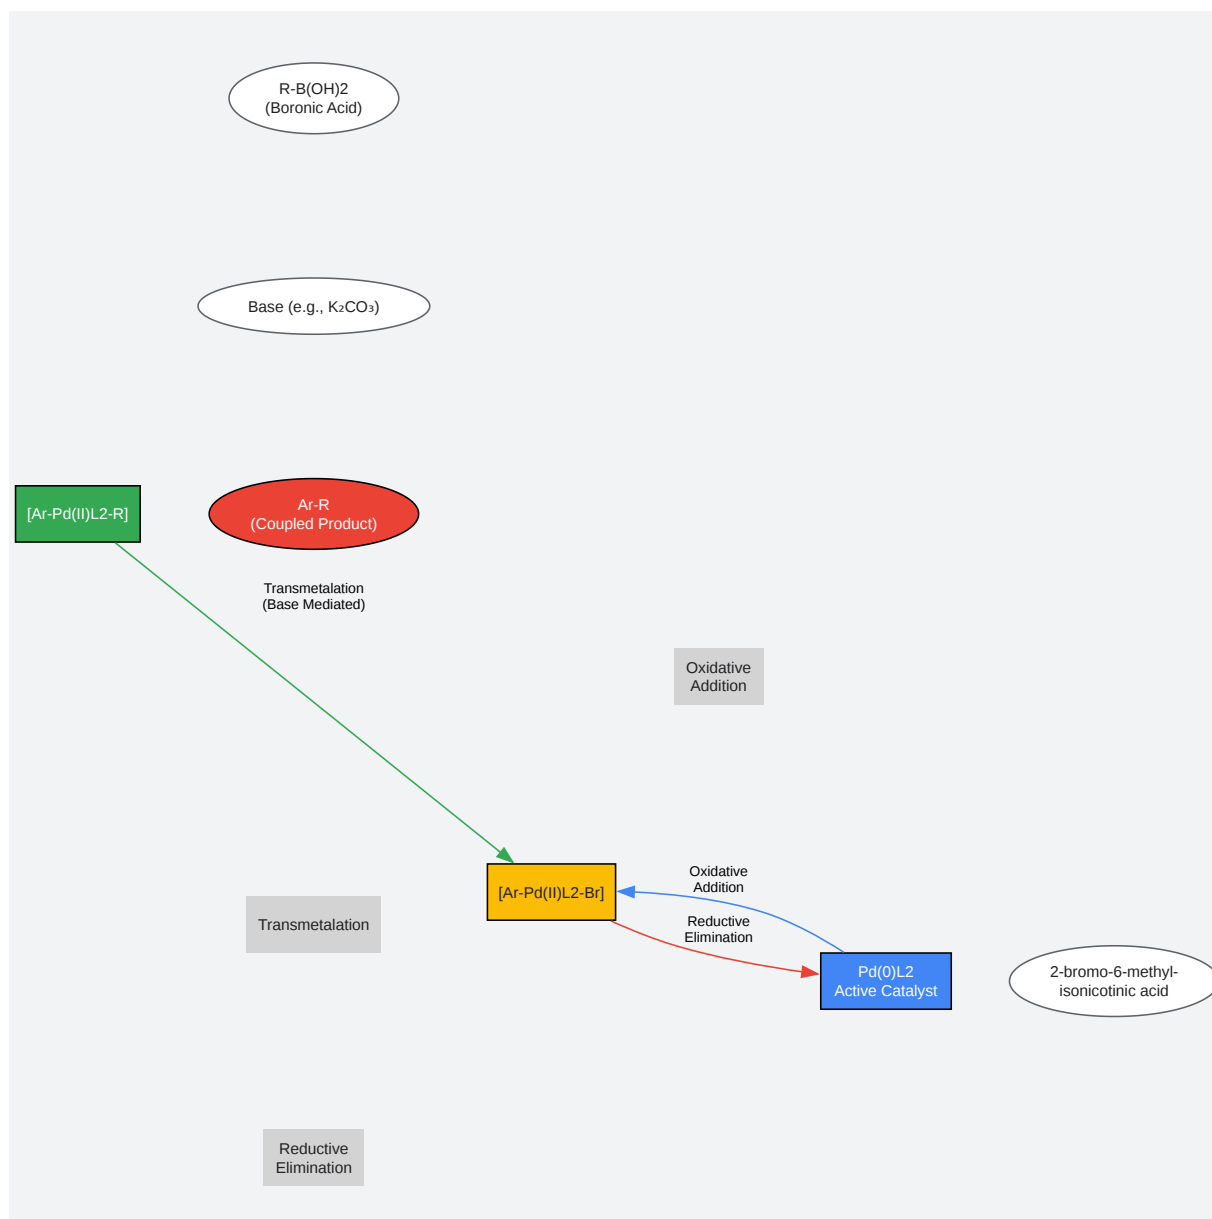 R-B(OH)2
(Boronic Acid)
Base (e.g., K₂CO₃)
[Ar-Pd(II)L2-R]
Ar-R
(Coupled Product)
Transmetalation
(Base Mediated)
Oxidative
Addition
Oxidative
Addition
[Ar-Pd(II)L2-Br]
Reductive
Elimination
Transmetalation
Pd(0)L2
Active Catalyst
2-bromo-6-methyl-
isonicotinic acid
Reductive
Elimination